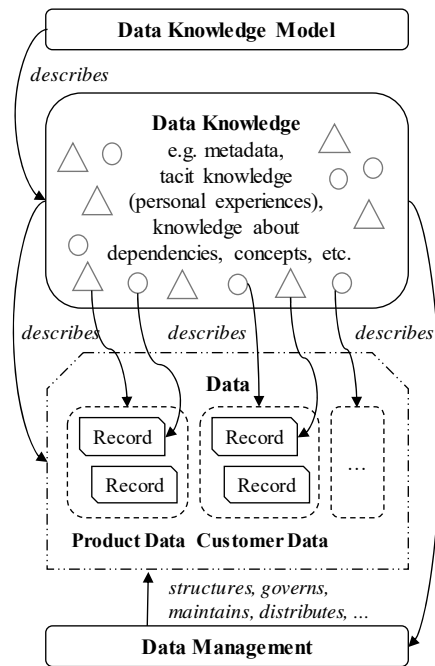 Data Knowledge Model
describes
Data Knowledge
e.g. metadata,
tacit knowledge
(personal experiences),
knowledge about
dependencies, concepts, etc.
describes
describes
describes
Data
Record
Record
Record
Record
...
Product Data
Customer Data
structures, governs,
maintains, distributes, ...
Data Management